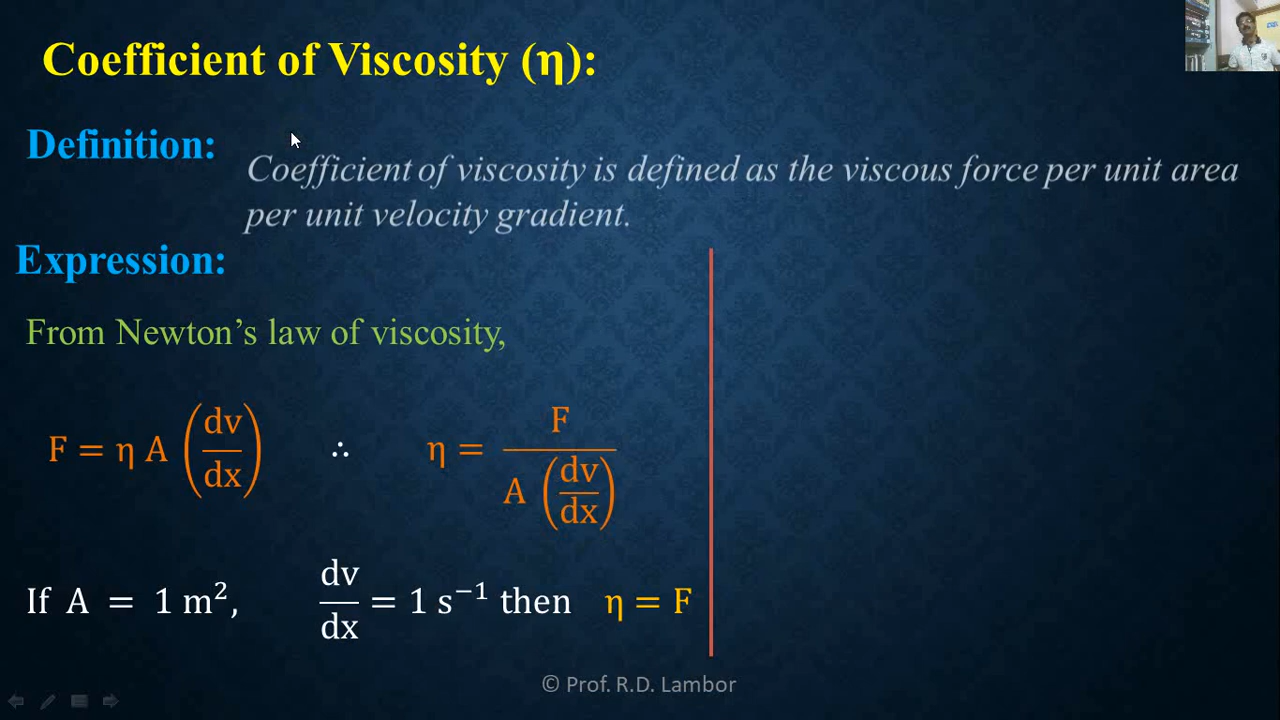 Coefficient of Viscosity (η):
Definition:
Coefficient of viscosity is defined as the viscous force per unit area
per unit velocity gradient.
Expression:
From Newton’s law of viscosity,
F = η A (dv/dx) ∴ η = F / A (dv/dx)
If A = 1 m², dv/dx = 1 s⁻¹ then η = F
© Prof. R.D. Lambor